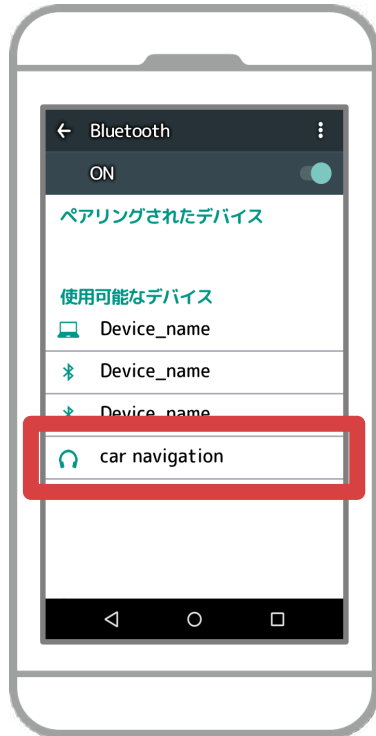 Bluetooth
ON
ペアリングされたデバイス
使用可能なデバイス
Device_name
Device_name
Device_name
car navigation